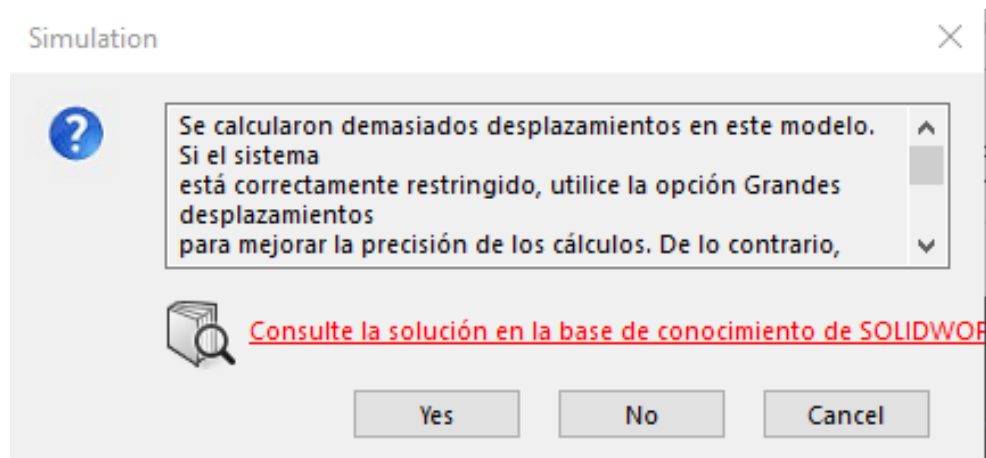 Simulation
Se calcularon demasiados desplazamientos en este modelo.
Si el sistema
está correctamente restringido, utilice la opción Grandes
desplazamientos
para mejorar la precisión de los cálculos. De lo contrario,
Consulte la solución en la base de conocimiento de
Yes No Cancel